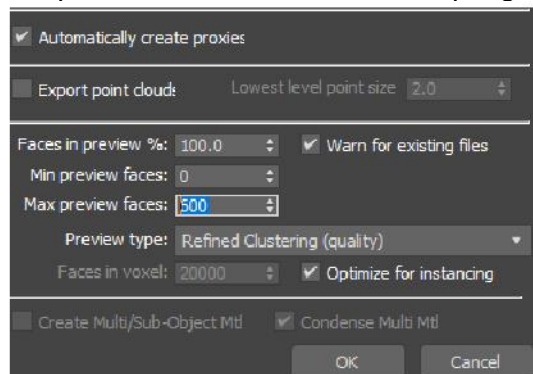 Automatically create proxies
Export point clouds Lowest level point size 2.0
Faces in preview %: 100.0 Warn for existing files
Min preview faces: 0
Max preview faces: 500
Preview type: Refined Clustering (quality)
Faces in voxel: 20000 Optimize for instancing
Create Multi/Sub-Object Mtl Condense Multi Mtl
OK Cancel